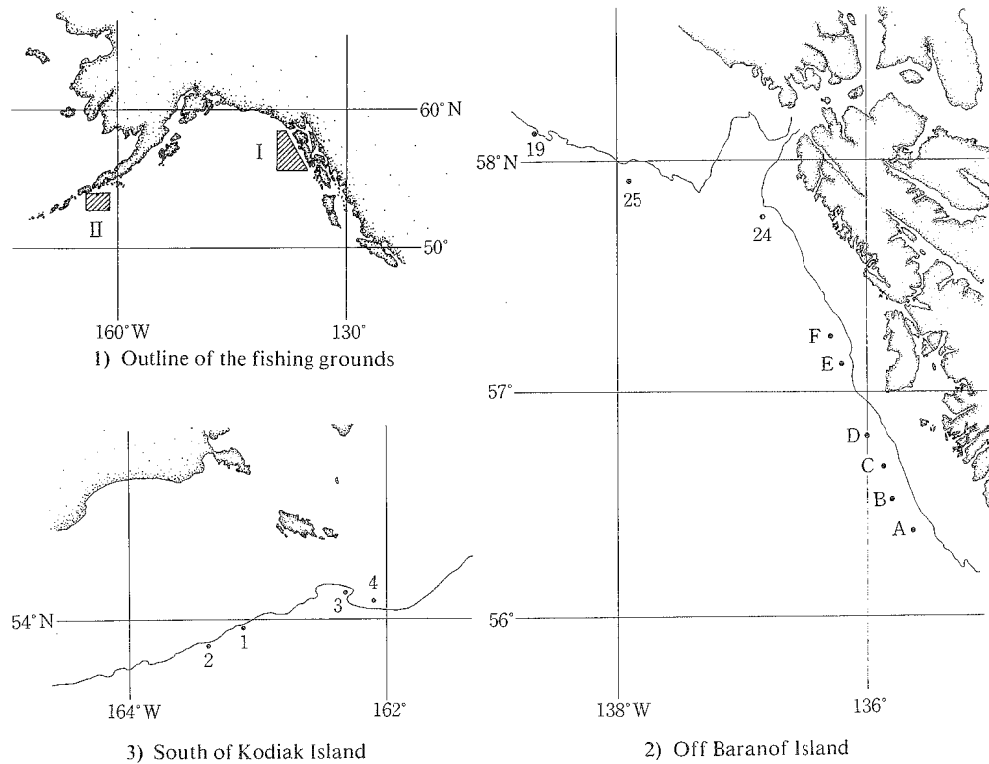 60°N
I
II
50°
160°W
130°
1) Outline of the fishing grounds
19
58°N
25
24
F
E
57°
D
C
B
A
56°
138°W
136°
2) Off Baranof Island
4
3
54°N
1
2
164°W
162°
3) South of Kodiak Island